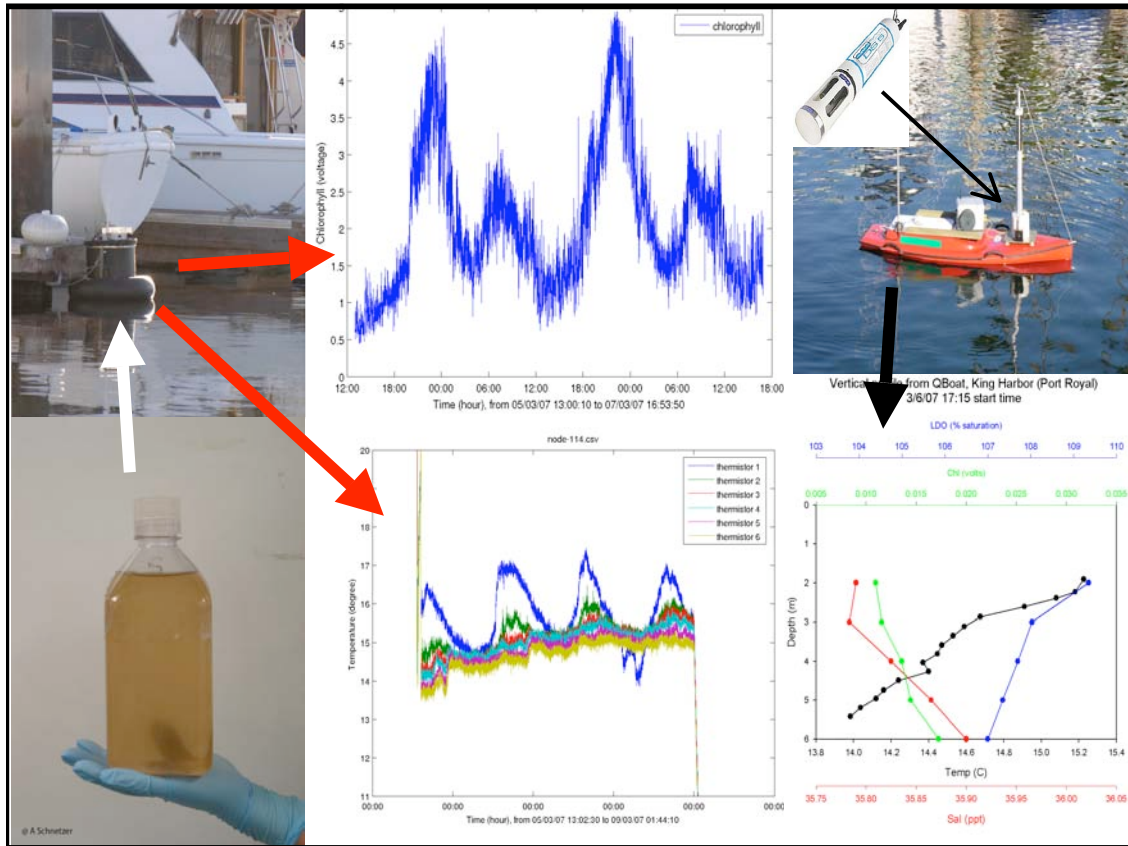 chlorophyll
Chlorophyll (voltage)
5
4.5
4
3.5
3
2.5
2
1.5
1
0.5
0
12:00 18:00 00:00 06:00 12:00 18:00 00:00 06:00 12:00 18:00
Time (hour), from 05/03/07 13:00:10 to 07/03/07 16:53:50
Vertical from QBoat, King Harbor (Port Royal)
3/6/07 17:15 start time
node-114.csv
thermistor 1
thermistor 2
thermistor 3
thermistor 4
thermistor 5
thermistor 6
Temperature (degree)
20
19
18
17
16
15
14
13
12
11
00:00 00:00 00:00 00:00 00:00 00:00
Time (hour), from 05/03/07 13:02:30 to 09/03/07 01:44:10
LDO (% saturation)
103 104 105 106 107 108 109 110
Chl (volts)
0.005 0.010 0.015 0.020 0.025 0.030 0.035
Depth (m)
0
1
2
3
4
5
6
13.8 14.0 14.2 14.4 14.6 14.8 15.0 15.2 15.4
Temp (C)
35.75 35.80 35.85 35.90 35.95 36.00 36.05
Sal (ppt)
@ A Schnetzer